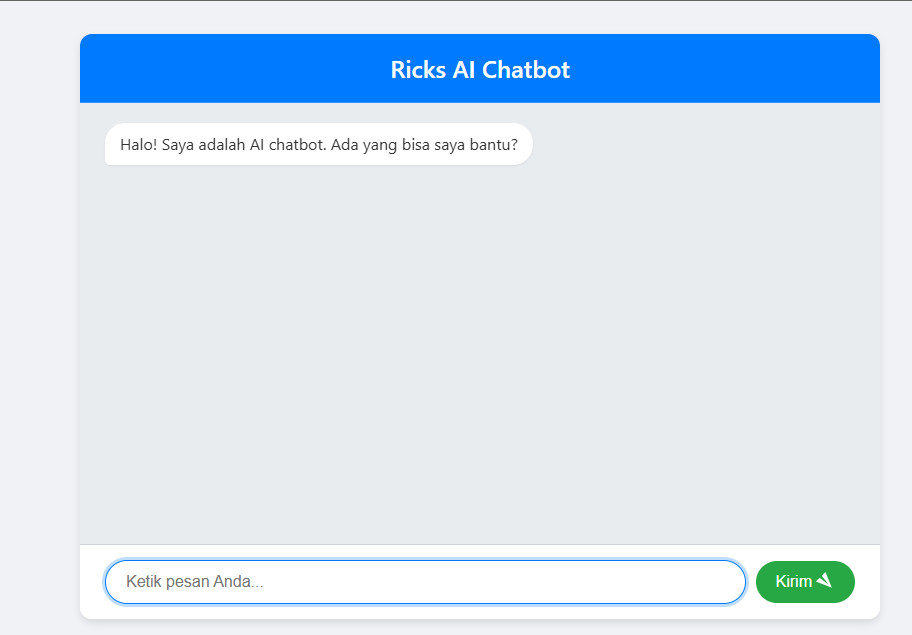 Ricks AI Chatbot
Halo! Saya adalah AI chatbot. Ada yang bisa saya bantu?
Ketik pesan Anda...
Kirim